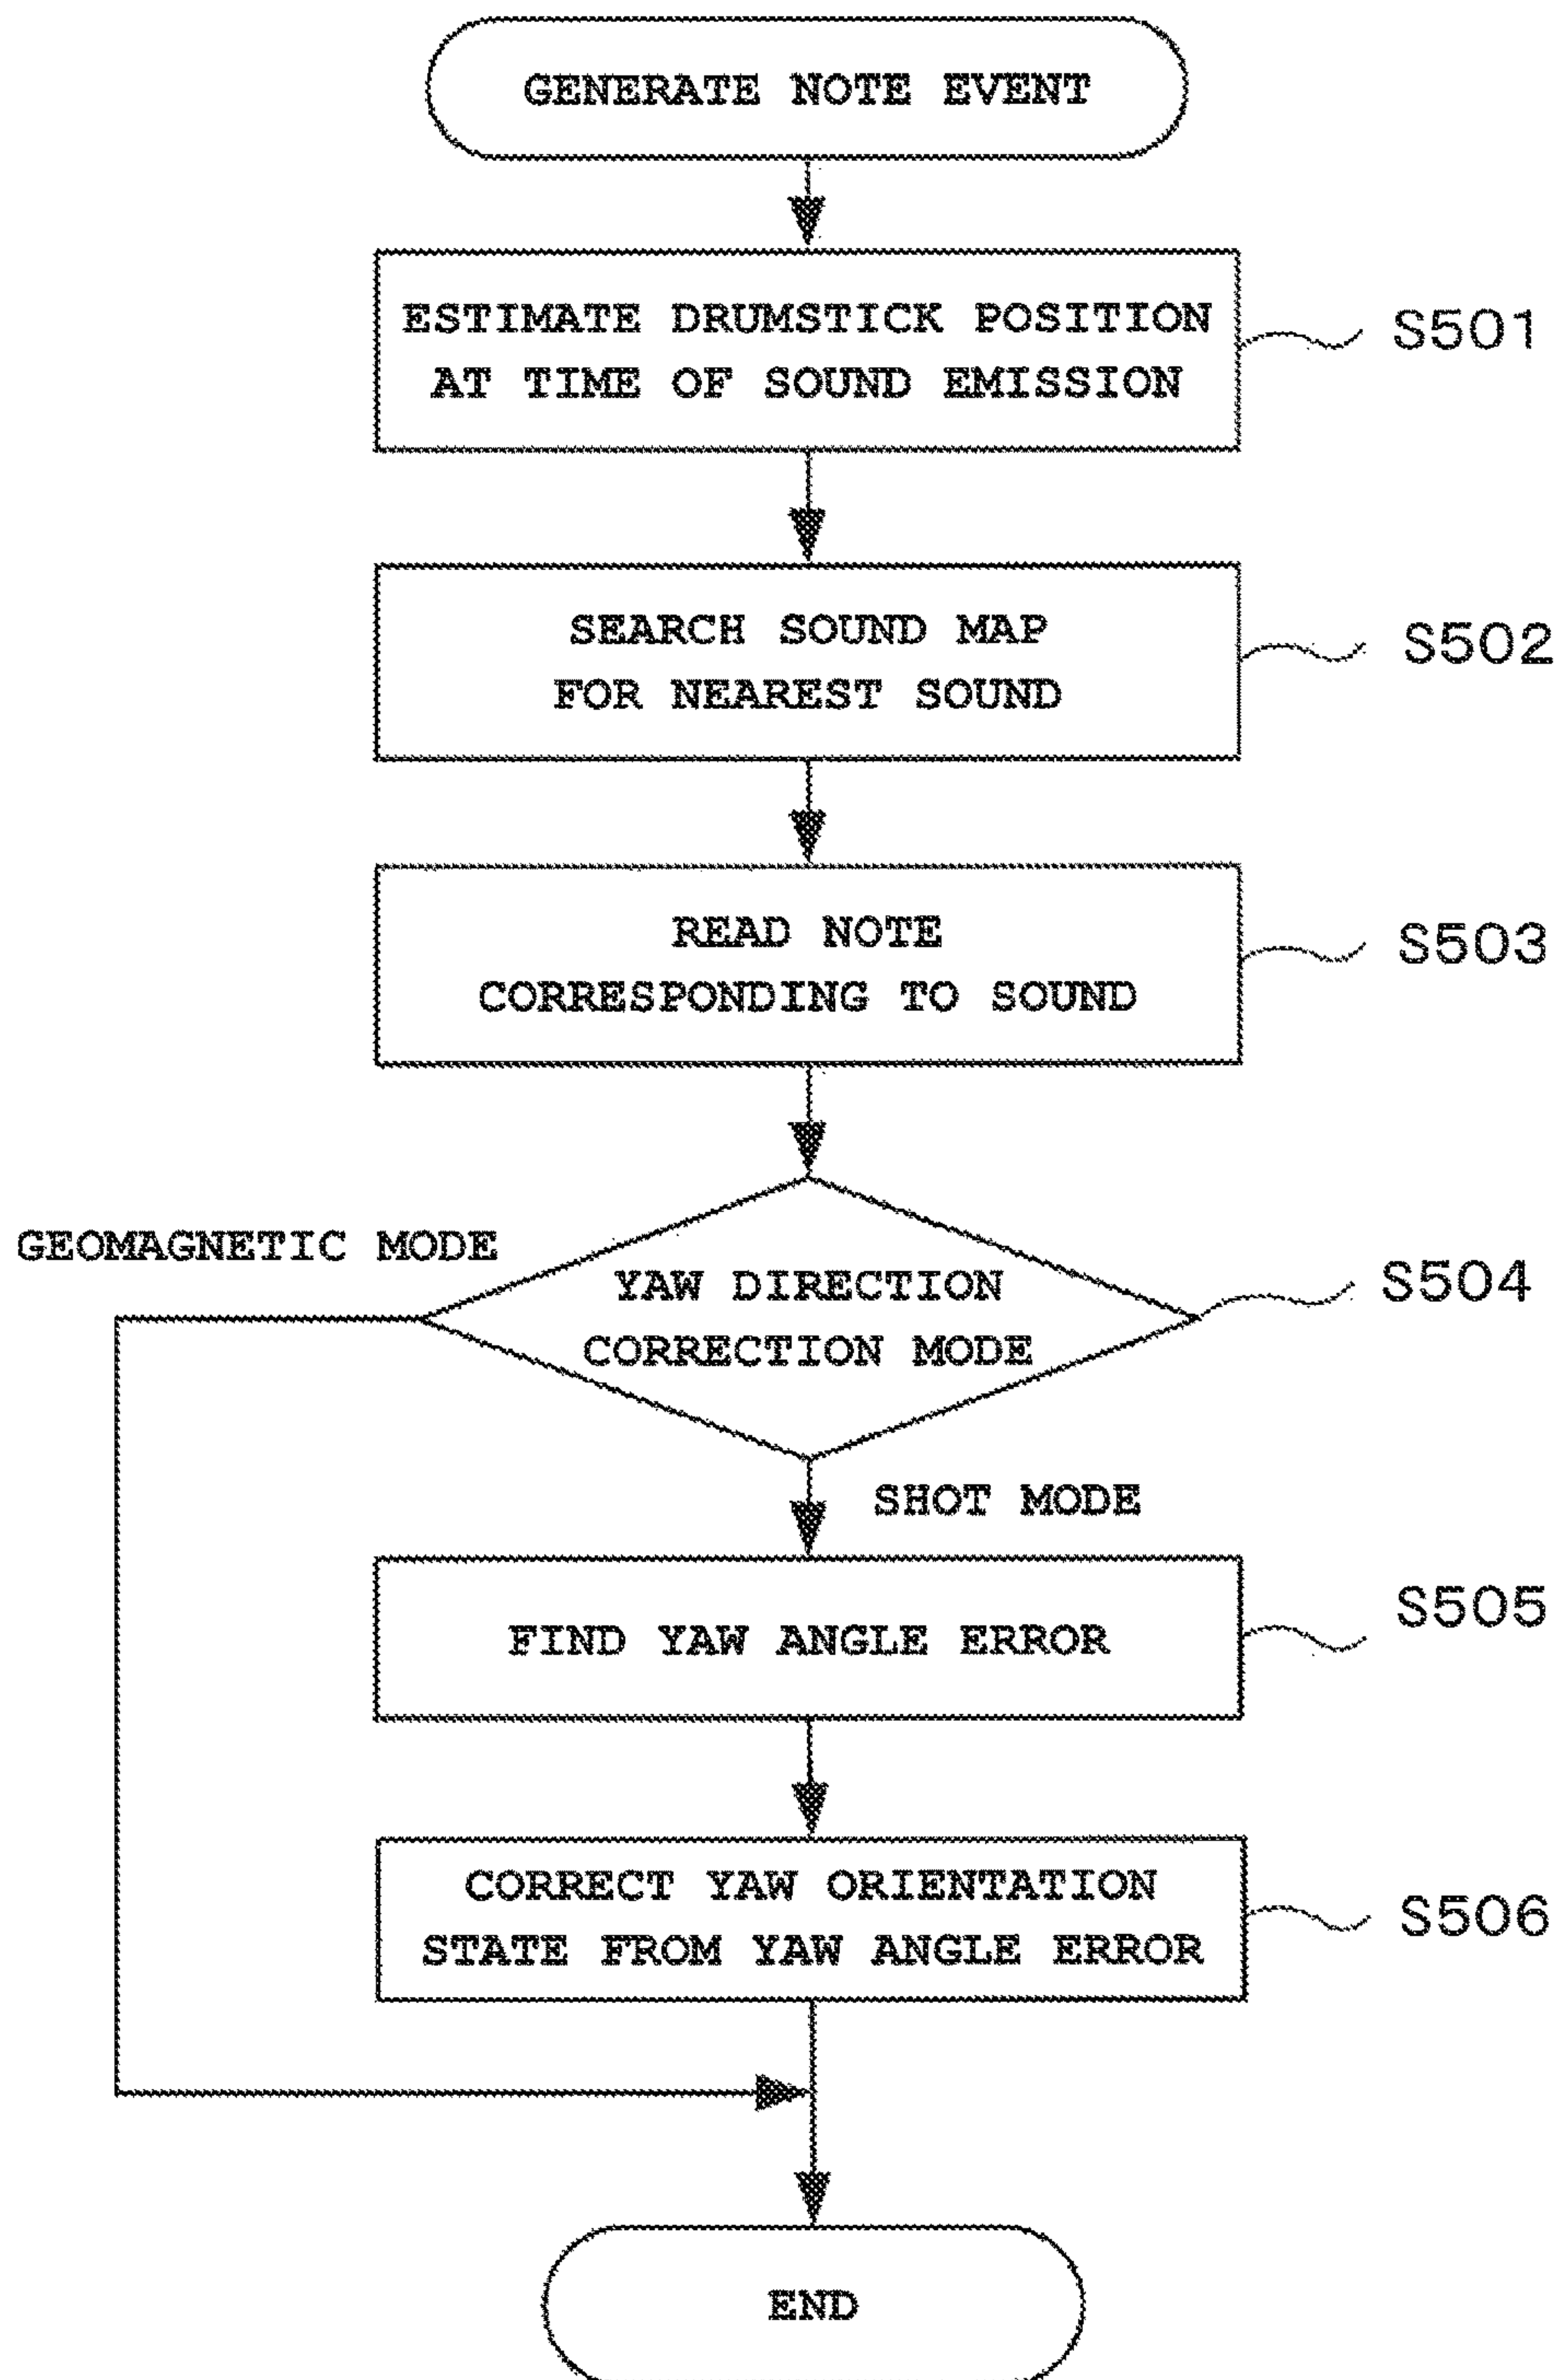 GENERATE NOTE EVENT
ESTIMATE DRUMSTICK POSITION
AT TIME OF SOUND EMISSION
S501
SEARCH SOUND MAP
FOR NEAREST SOUND
S502
READ NOTE
CORRESPONDING TO SOUND
S503
GEOMAGNETIC MODE
YAW DIRECTION
CORRECTION MODE
S504
SHOT MODE
FIND YAW ANGLE ERROR
S505
CORRECT YAW ORIENTATION
STATE FROM YAW ANGLE ERROR
S506
END